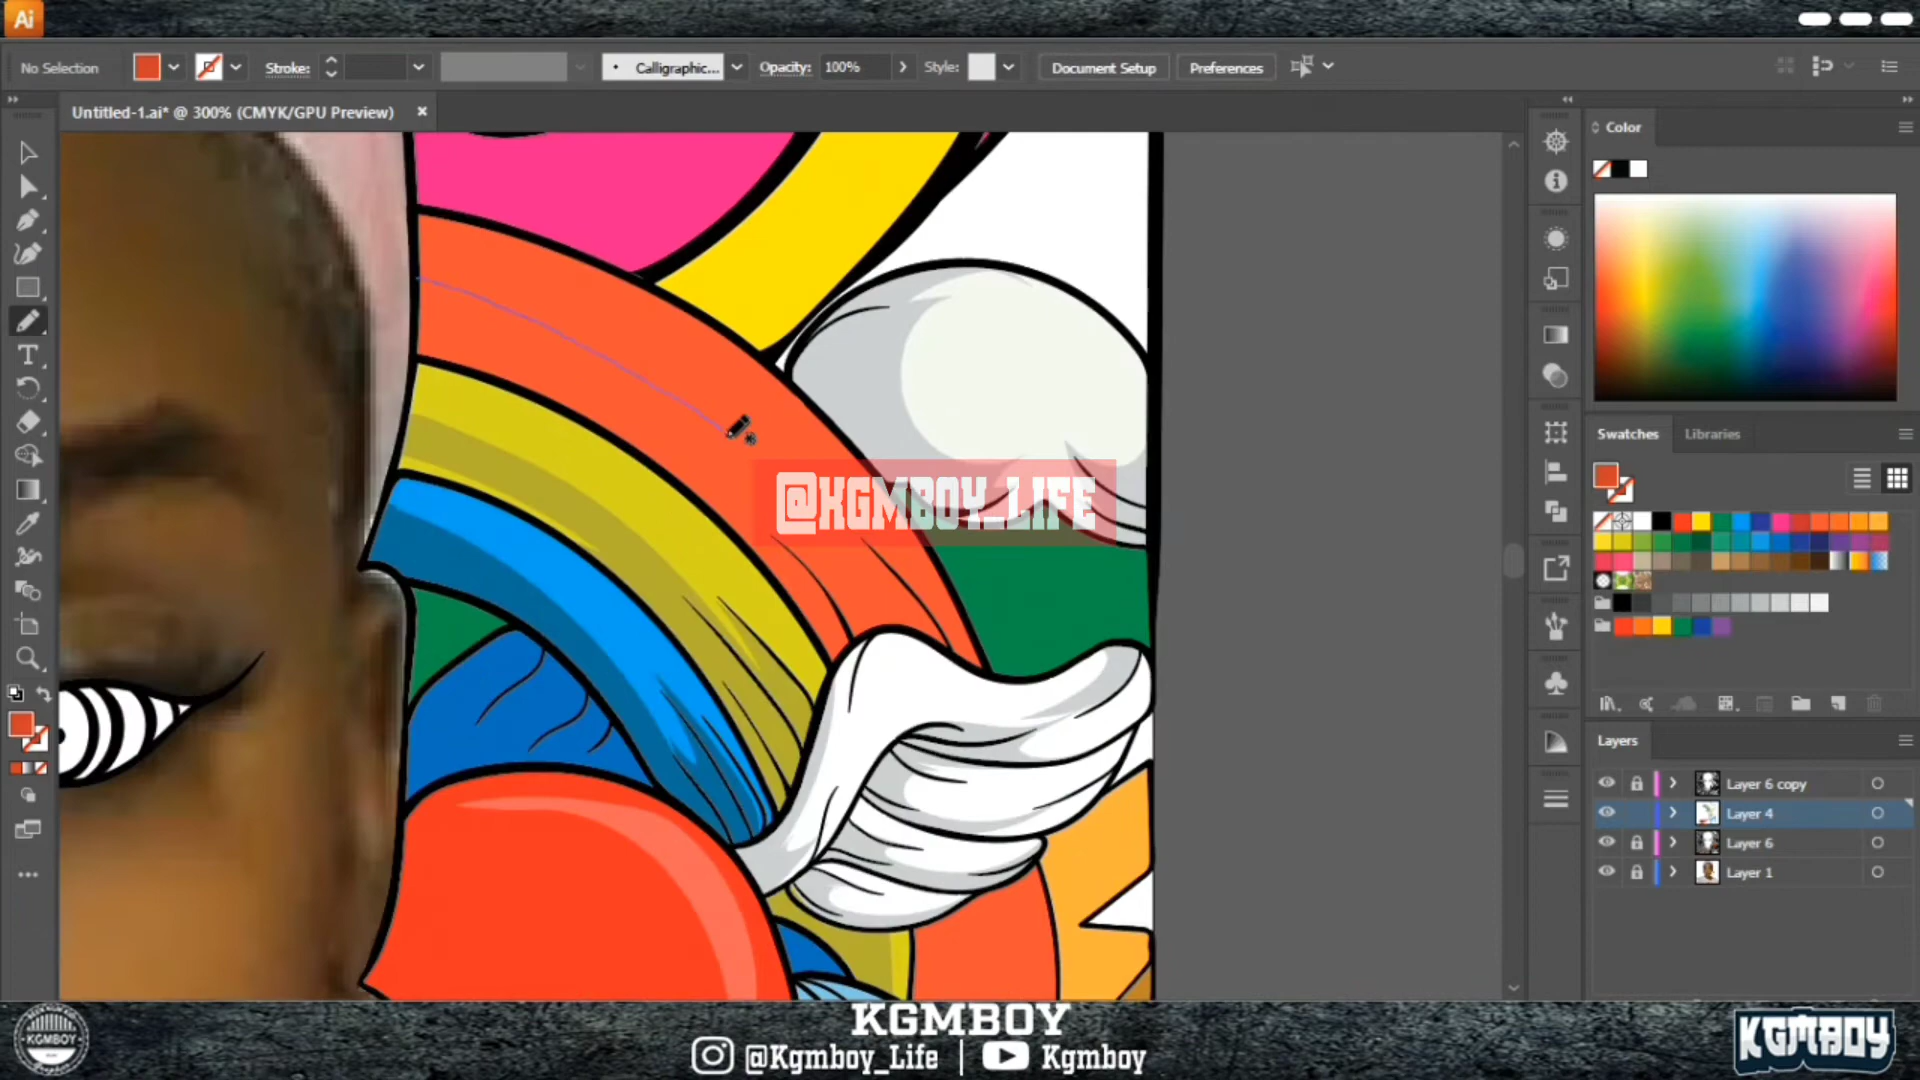 Ai
No Selection
Stroke:
Calligraphic...
Opacity:
100%
Style:
Document Setup
Preferences
Untitled-1.ai* @ 300% (CMYK/GPU Preview)
Color
@KGMBOY_LIFE
Swatches
Libraries
Layers
Layer 6 copy
Layer 4
Layer 6
Layer 1
KGMBOY
KGMBOY
@Kgmboy_Life | Kgmboy
KGMBOY